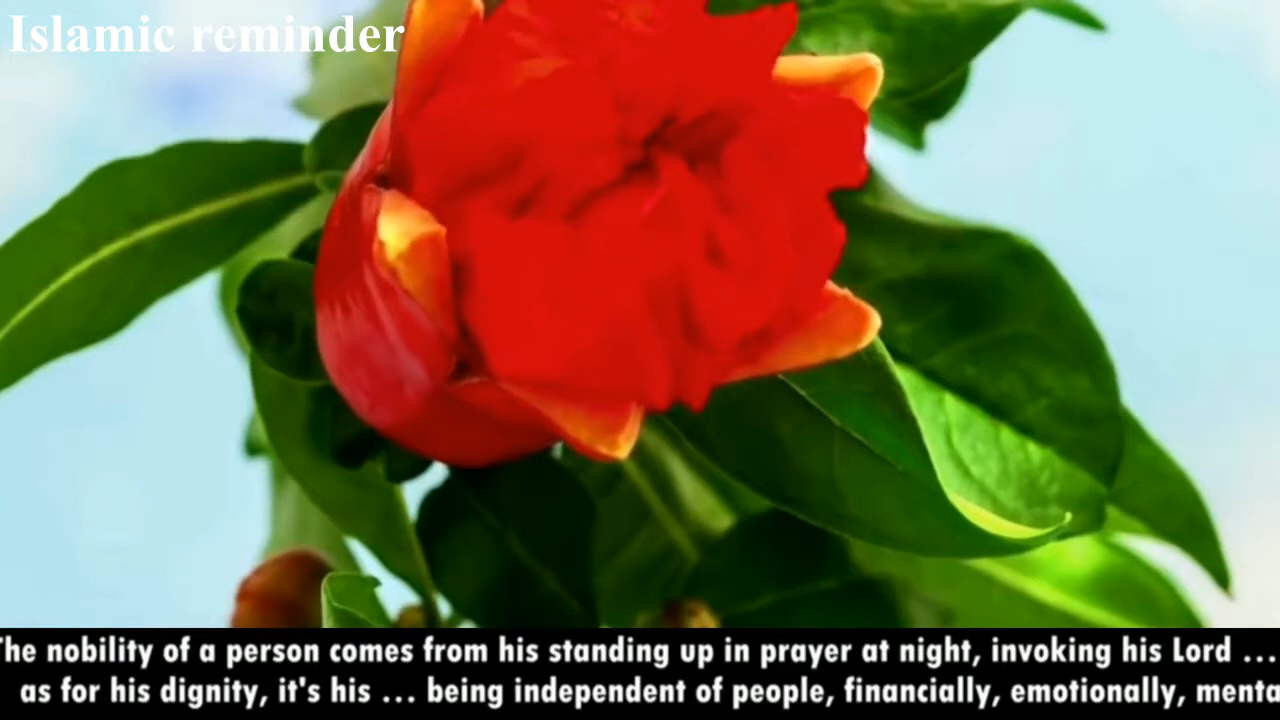 Islamic reminder
The nobility of a person comes from his standing up in prayer at night, invoking his Lord ...
as for his dignity, it's his ... being independent of people, financially, emotionally, menta